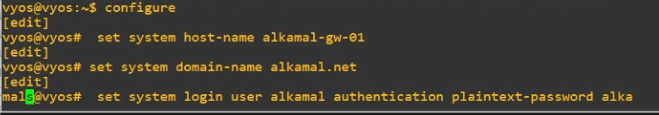 vyos@vyos:~$ configure
[edit]
vyos@vyos#  set system host-name alkamal-gw-01
[edit]
vyos@vyos# set system domain-name alkamal.net
[edit]
mals@vyos#  set system login user alkamal authentication plaintext-password alka